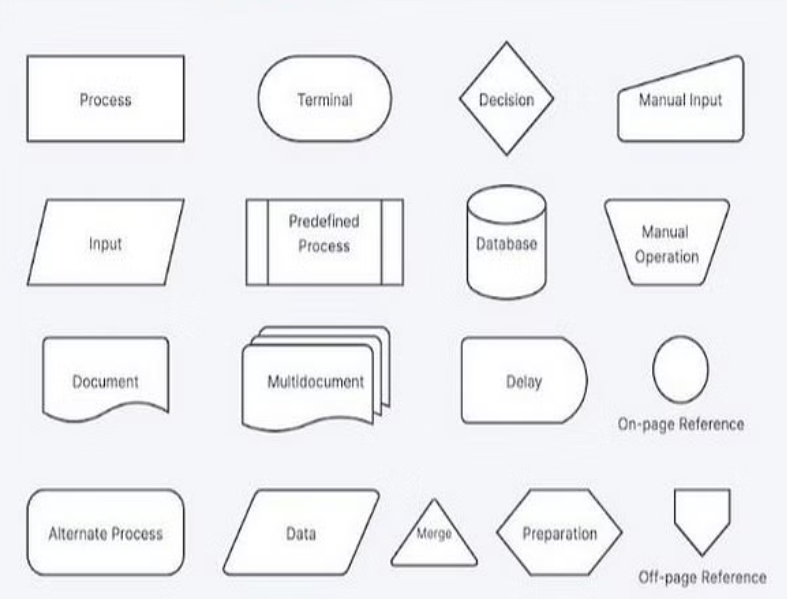 Process
Terminal
Decision
Manual Input
Input
Predefined
Process
Database
Manual
Operation
Document
Multidocument
Delay
On-page Reference
Alternate Process
Data
Merge
Preparation
Off-page Reference